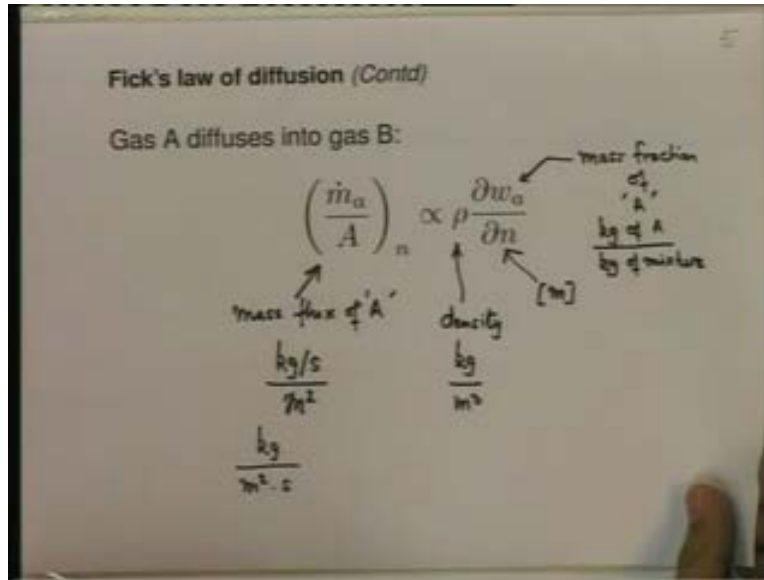 Fick's law of diffusion (Contd)
Gas A diffuses into gas B:
mass fraction
of
"A"
kg of A
kg of mixture
(ṁₐ / A)ₙ ∝ ρ ∂wₐ / ∂n
[m]
mass flux of "A"
density
kg/s
m²
kg
m³
kg
m²·s